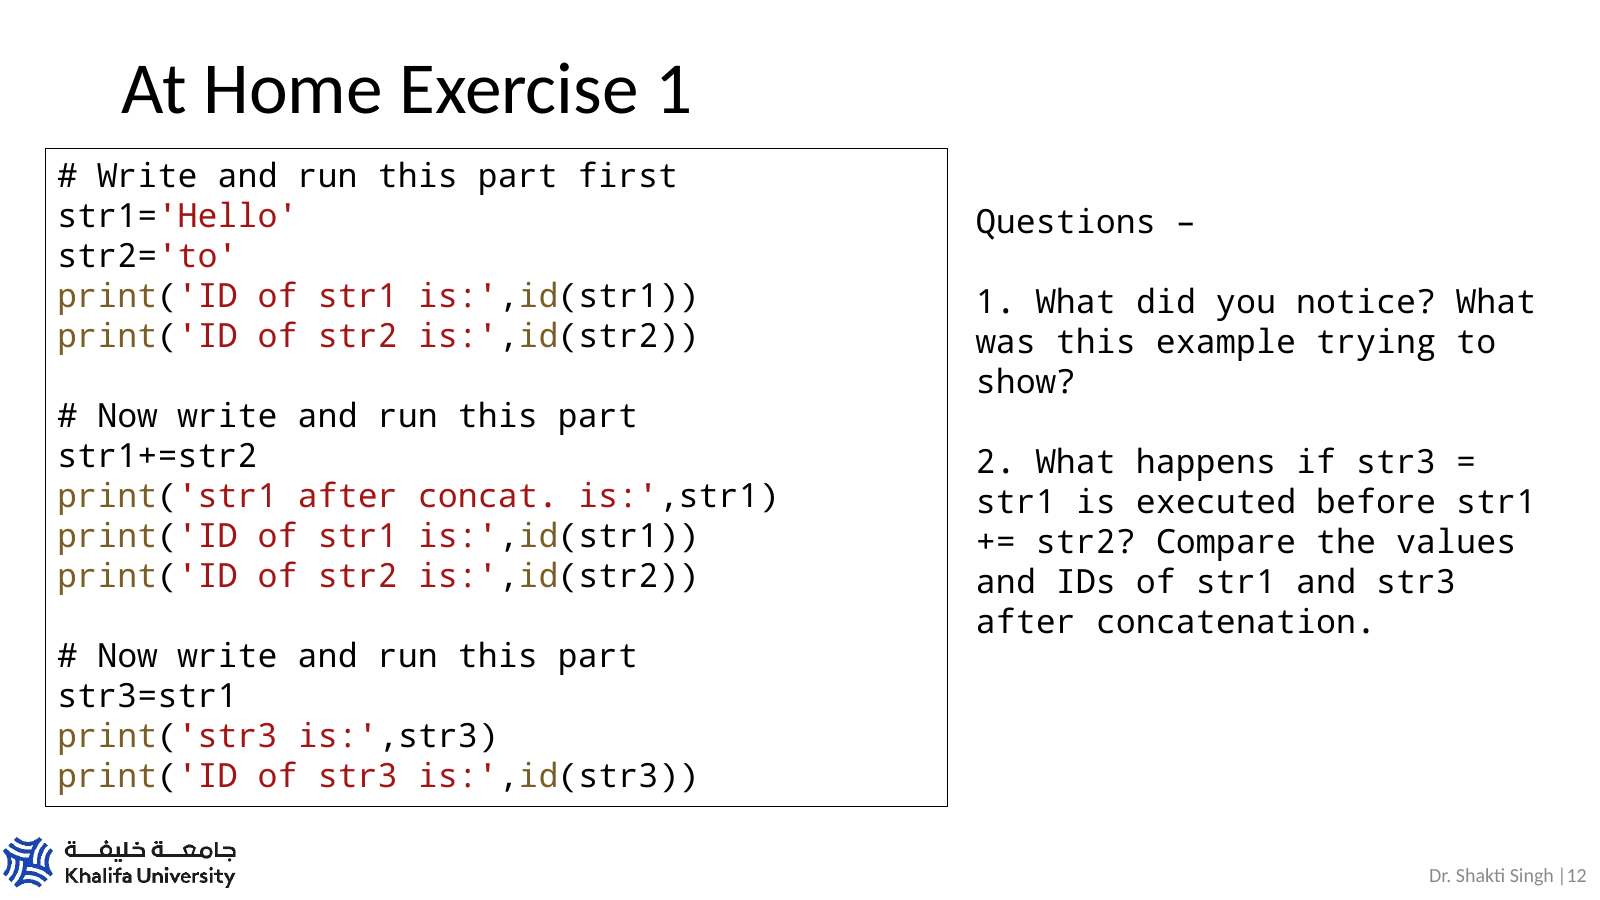 At Home Exercise 1
# Write and run this part first
str1='Hello'
str2='to'
print('ID of str1 is:',id(str1))
print('ID of str2 is:',id(str2))
# Now write and run this part
str1+=str2
print('str1 after concat. is:',str1)
print('ID of str1 is:',id(str1))
print('ID of str2 is:',id(str2))
# Now write and run this part
str3=str1
print('str3 is:',str3)
print('ID of str3 is:',id(str3))
Questions –
1. What did you notice? What
was this example trying to
show?
2. What happens if str3 =
str1 is executed before str1
+= str2? Compare the values
and IDs of str1 and str3
after concatenation.
جامعـــة خليفـــة
Khalifa University
Dr. Shakti Singh |12